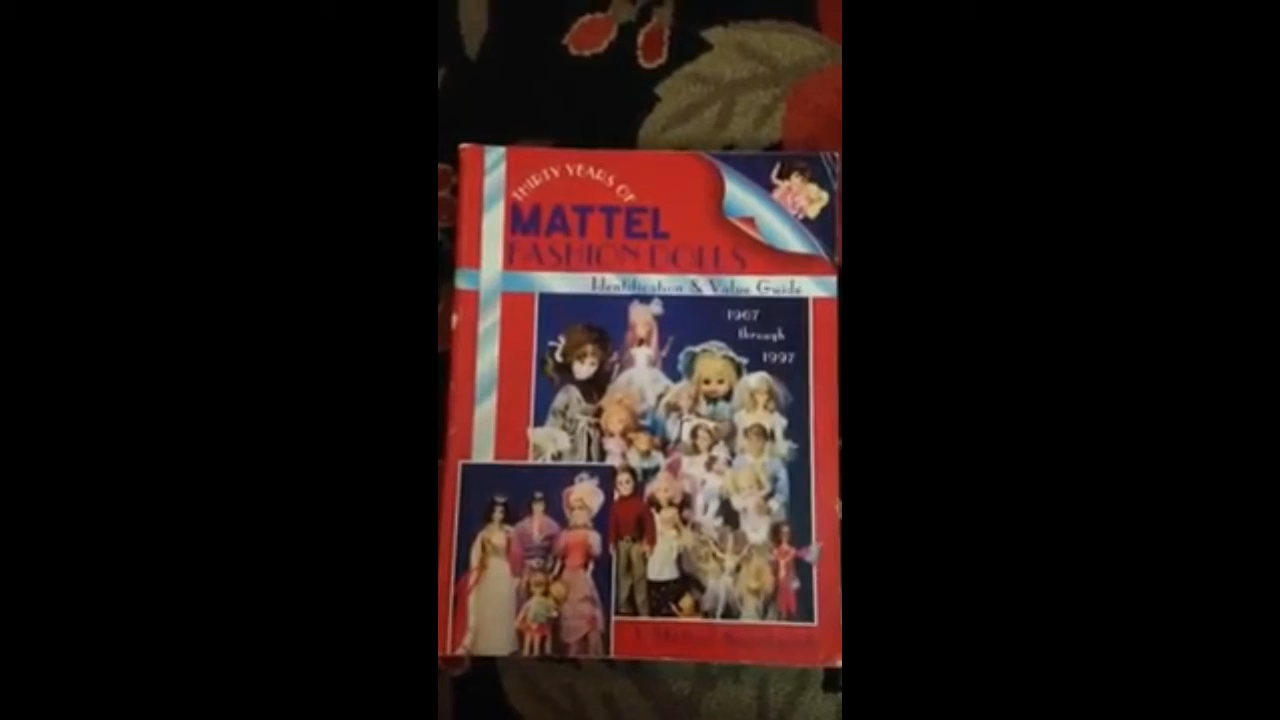 THIRTY YEARS OF
MATTEL
FASHION DOLLS
Identification & Value Guide
1967
through
1997